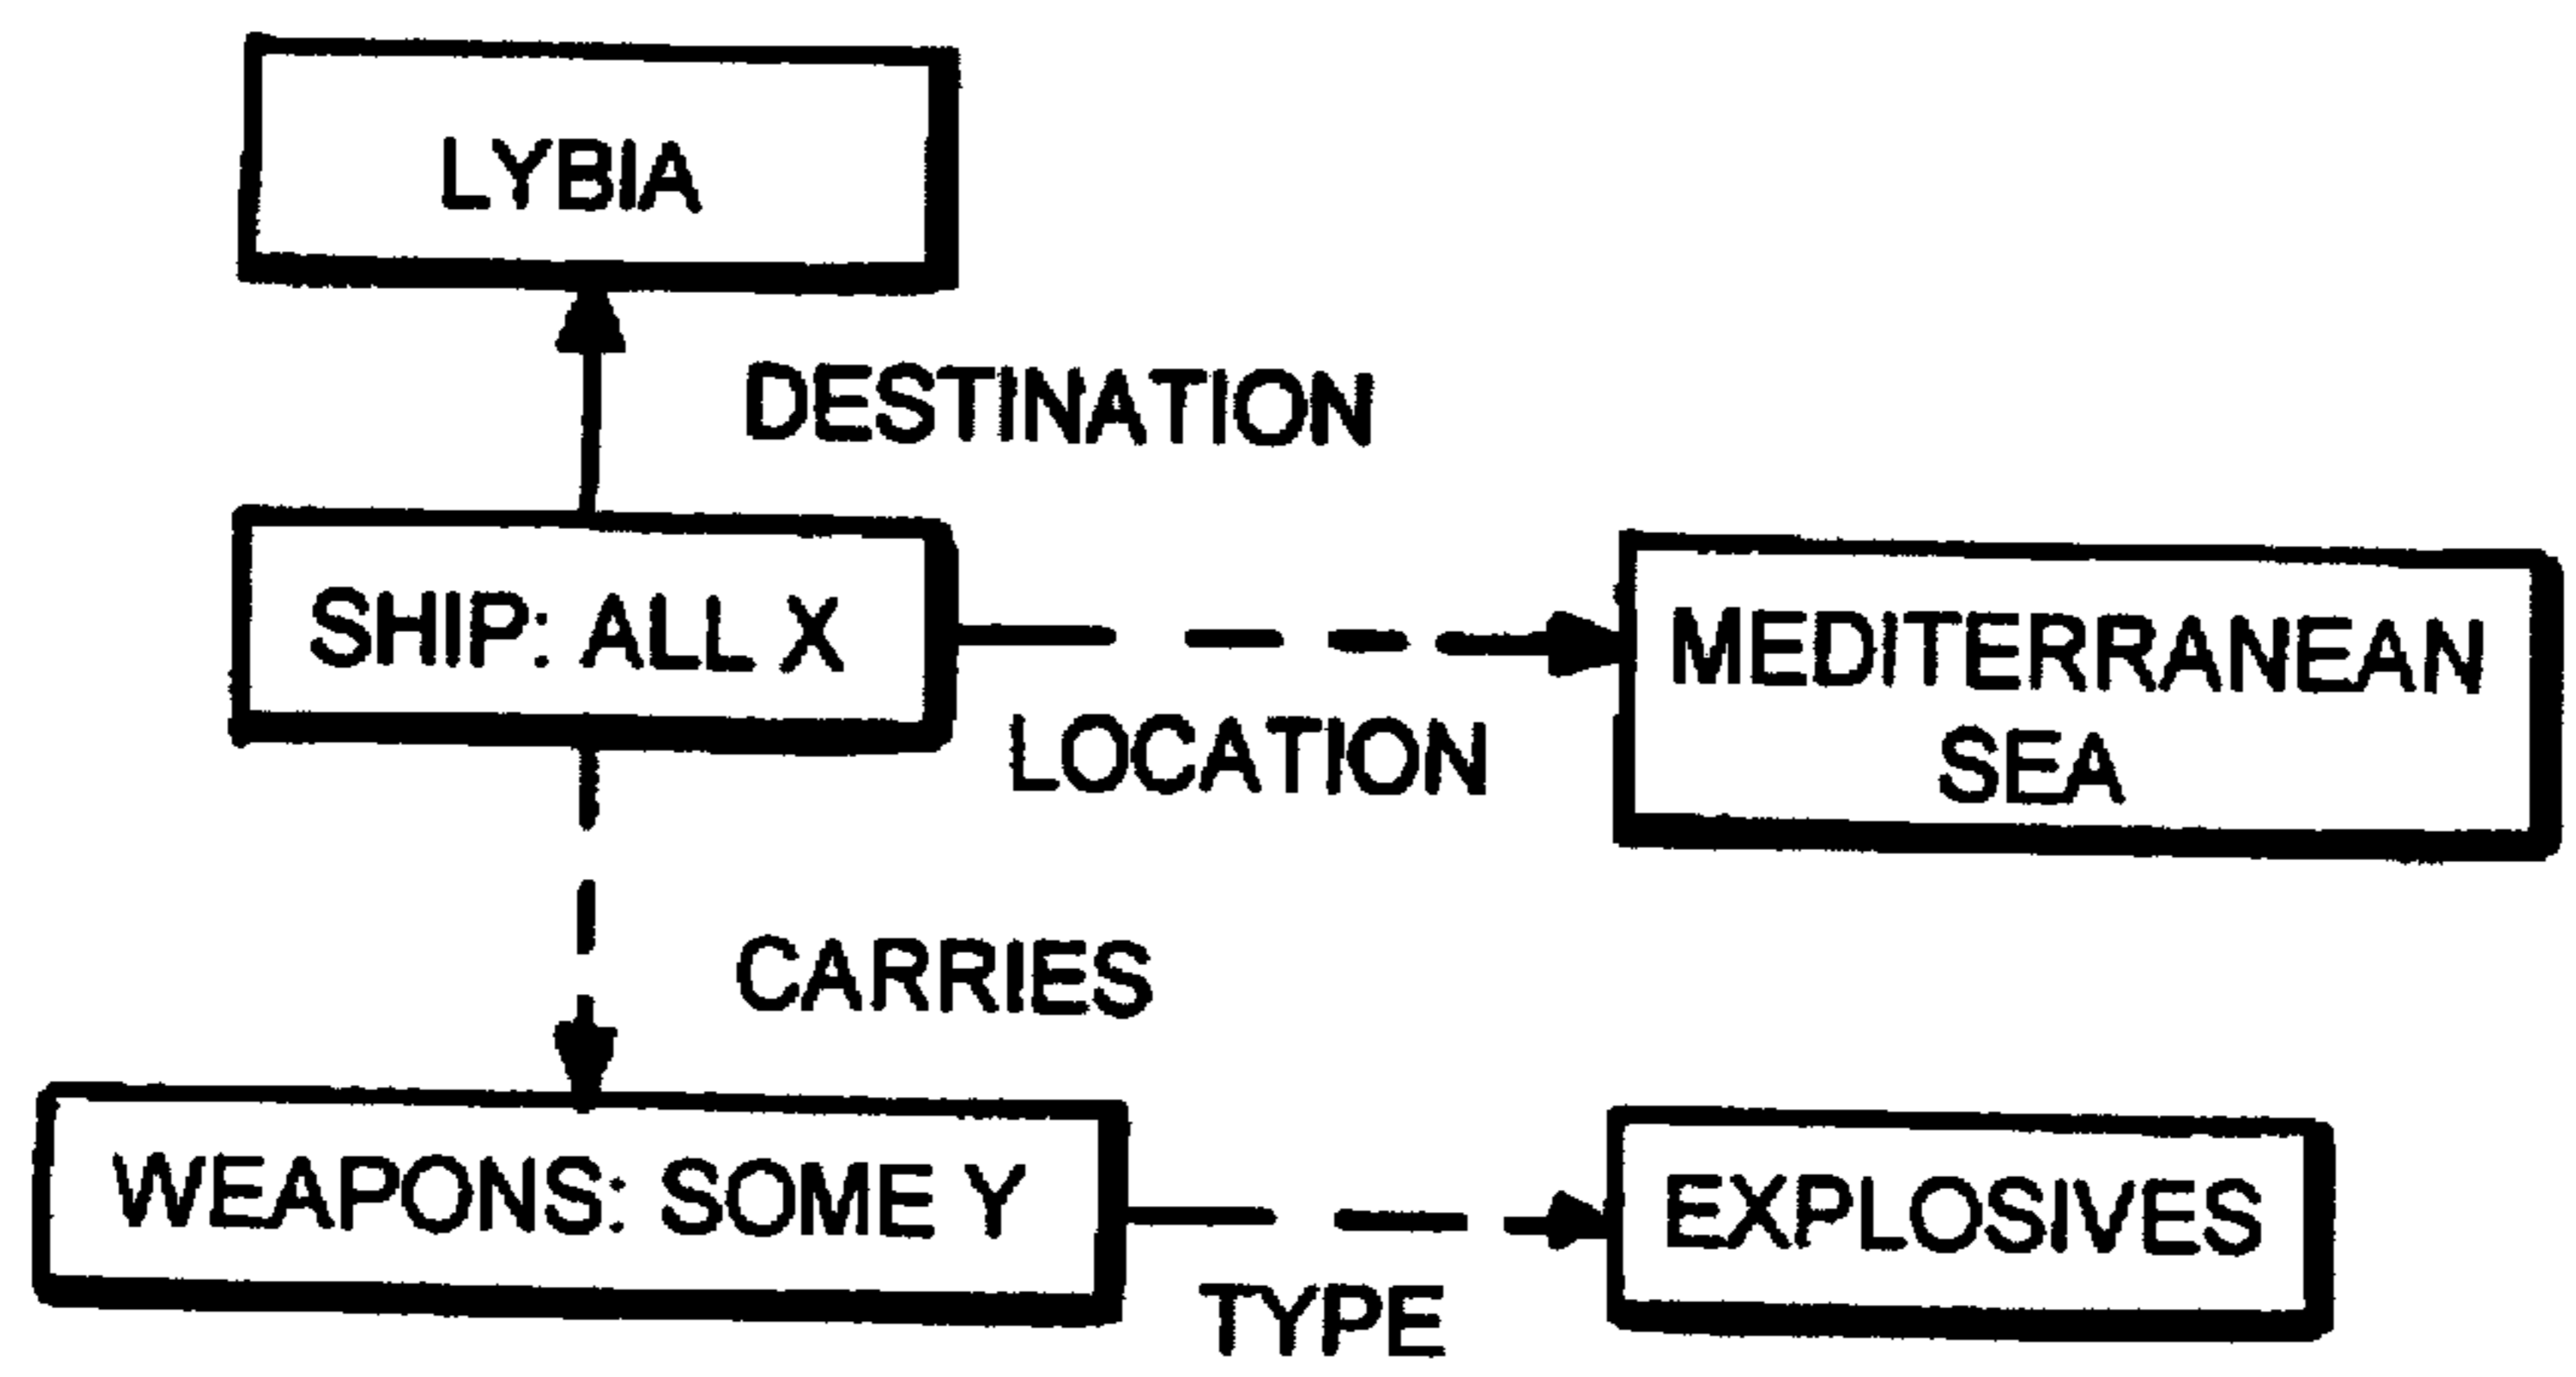 LYBIA
DESTINATION
SHIP: ALL X
LOCATION
MEDITERRANEAN
SEA
CARRIES
WEAPONS: SOME Y
TYPE
EXPLOSIVES